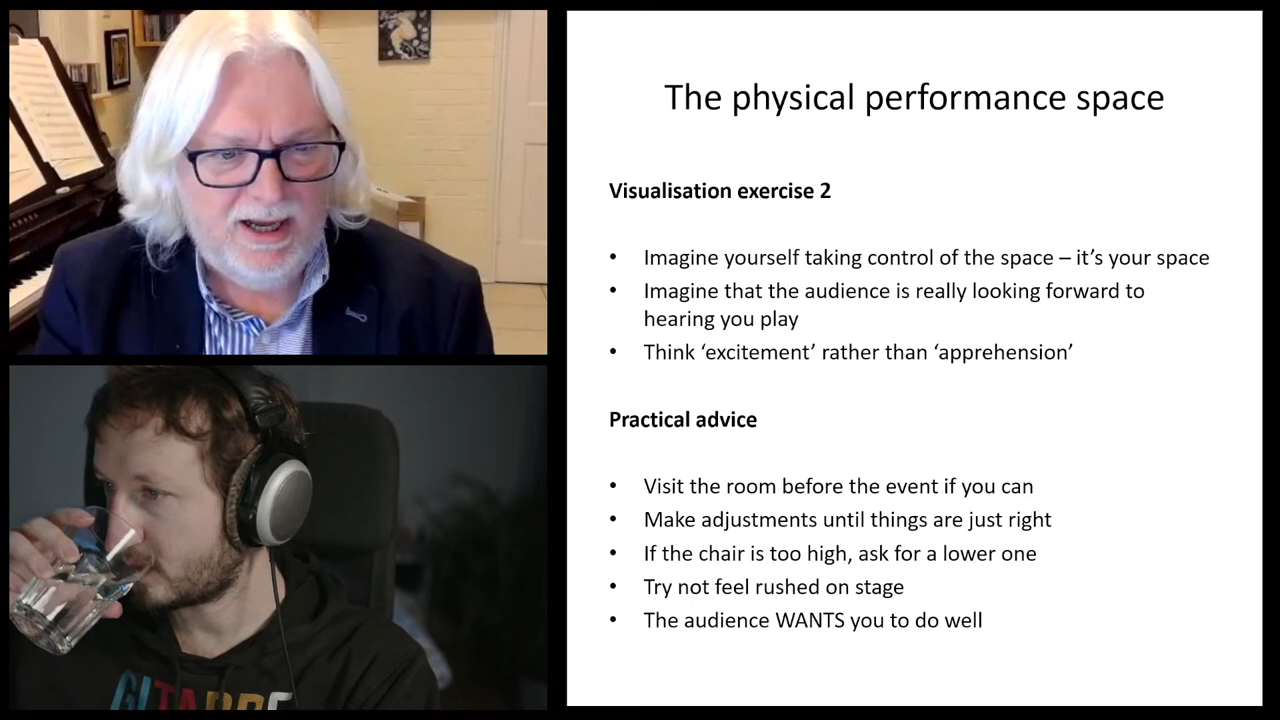 The physical performance space
Visualisation exercise 2
• Imagine yourself taking control of the space – it’s your space
• Imagine that the audience is really looking forward to
hearing you play
• Think ‘excitement’ rather than ‘apprehension’
Practical advice
• Visit the room before the event if you can
• Make adjustments until things are just right
• If the chair is too high, ask for a lower one
• Try not feel rushed on stage
• The audience WANTS you to do well
GITARRE